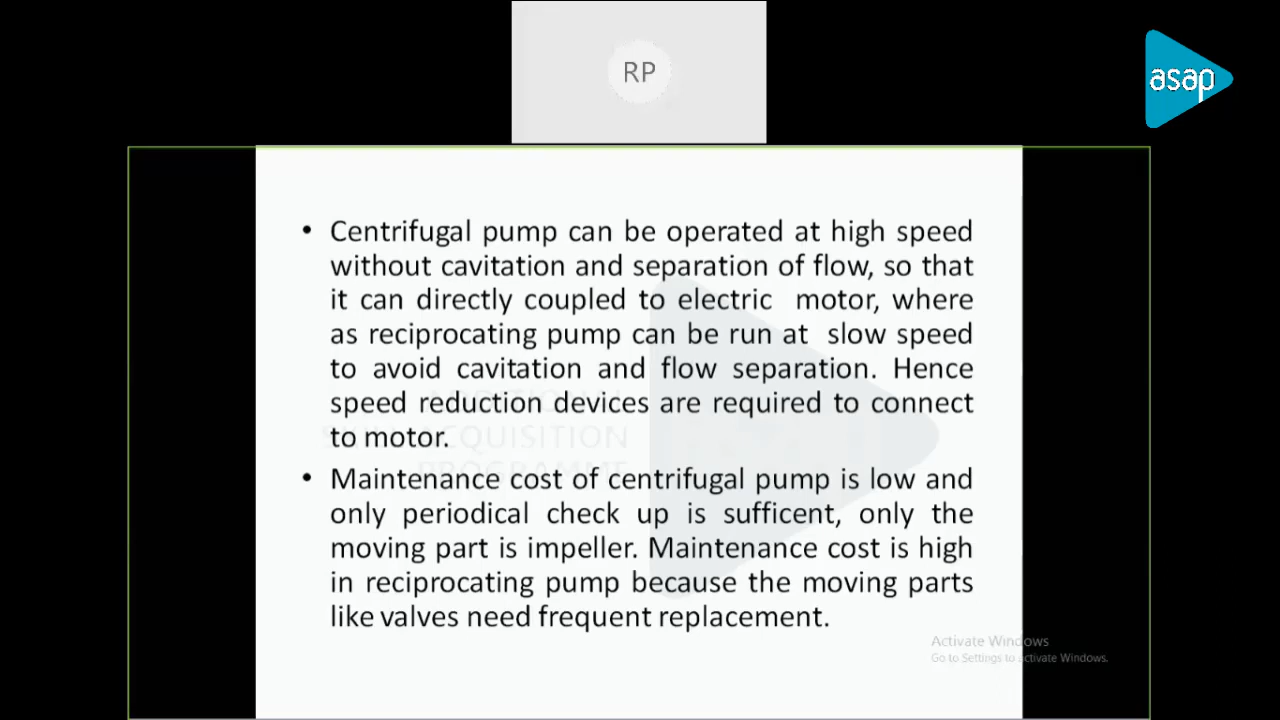 RP
asap
• Centrifugal pump can be operated at high speed
without cavitation and separation of flow, so that
it can directly coupled to electric motor, where
as reciprocating pump can be run at slow speed
to avoid cavitation and flow separation. Hence
speed reduction devices are required to connect
to motor.
• Maintenance cost of centrifugal pump is low and
only periodical check up is sufficent, only the
moving part is impeller. Maintenance cost is high
in reciprocating pump because the moving parts
like valves need frequent replacement.
ACQUISITION
Activate Windows
Go to Settings to activate Windows.